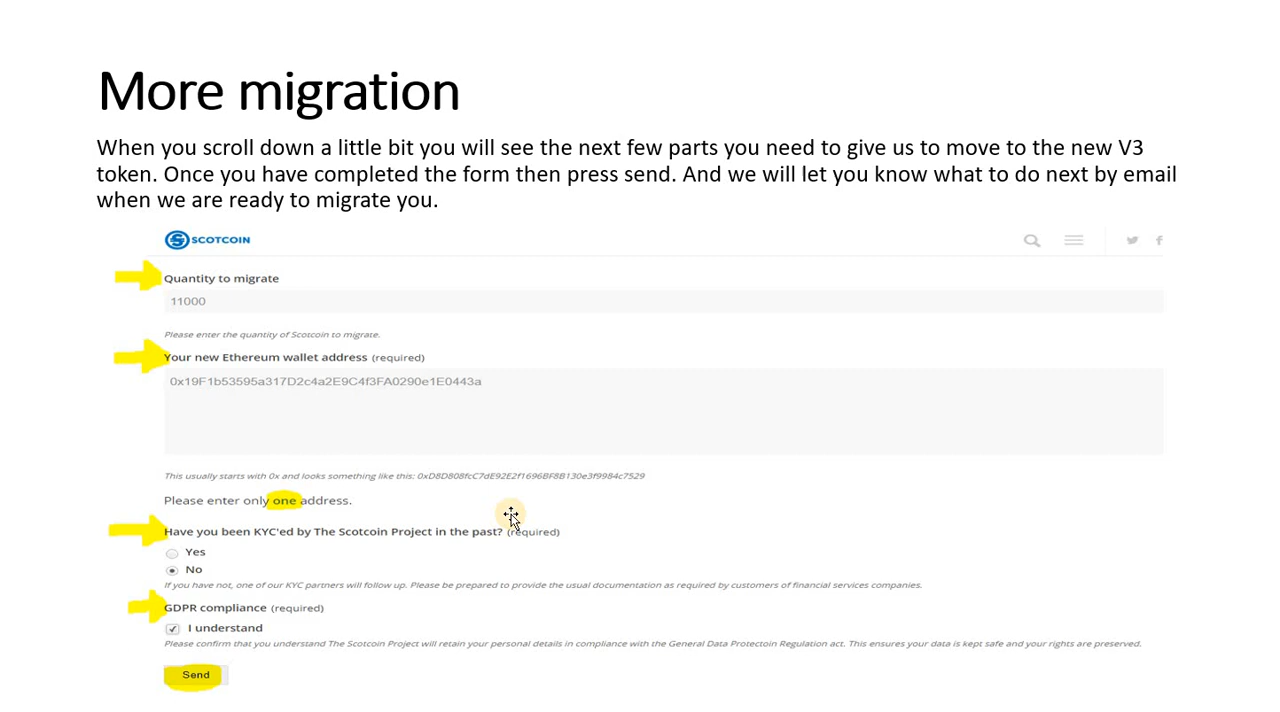 More migration
When you scroll down a little bit you will see the next few parts you need to give us to move to the new V3
token. Once you have completed the form then press send. And we will let you know what to do next by email
when we are ready to migrate you.
SCOTCOIN
Quantity to migrate
11000
Please enter the quantity of Scotcoin to migrate.
Your new Ethereum wallet address (required)
0x19F1b53595a317D2c4a2E9C4f3FA0290e1E0443a
This usually starts with 0x and looks something like this: 0xD8D808fcC7dE92E2f1696BF8B130e3f9984c7529
Please enter only one address.
Have you been KYC'ed by The Scotcoin Project in the past? (required)
Yes
No
If you have not, one of our KYC partners will follow up. Please be prepared to provide the usual documentation as required by customers of financial services companies.
GDPR compliance (required)
I understand
Please confirm that you understand The Scotcoin Project will retain your personal details in compliance with the General Data Protectoin Regulation act. This ensures your data is kept safe and your rights are preserved.
Send